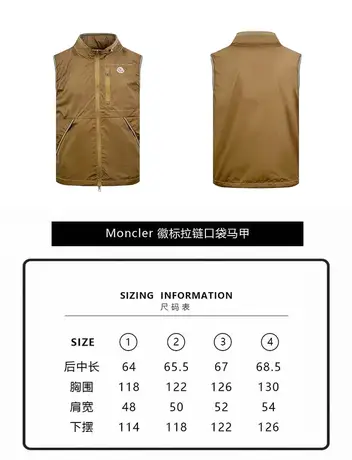 Moncler 徽标拉链口袋马甲
SIZING INFORMATION
尺码表
SIZE 1 2 3 4
后中长 64 65.5 67 68.5
胸围 118 122 126 130
肩宽 48 50 52 54
下摆 114 118 122 126